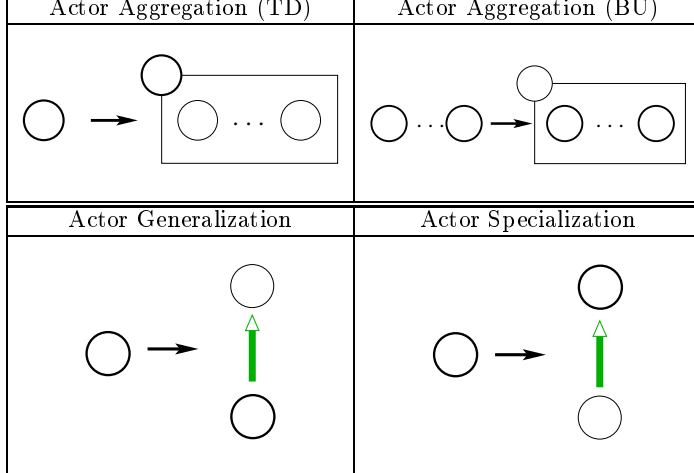 Actor Aggregation (TD)
Actor Aggregation (BU)
...
...
...
Actor Generalization
Actor Specialization